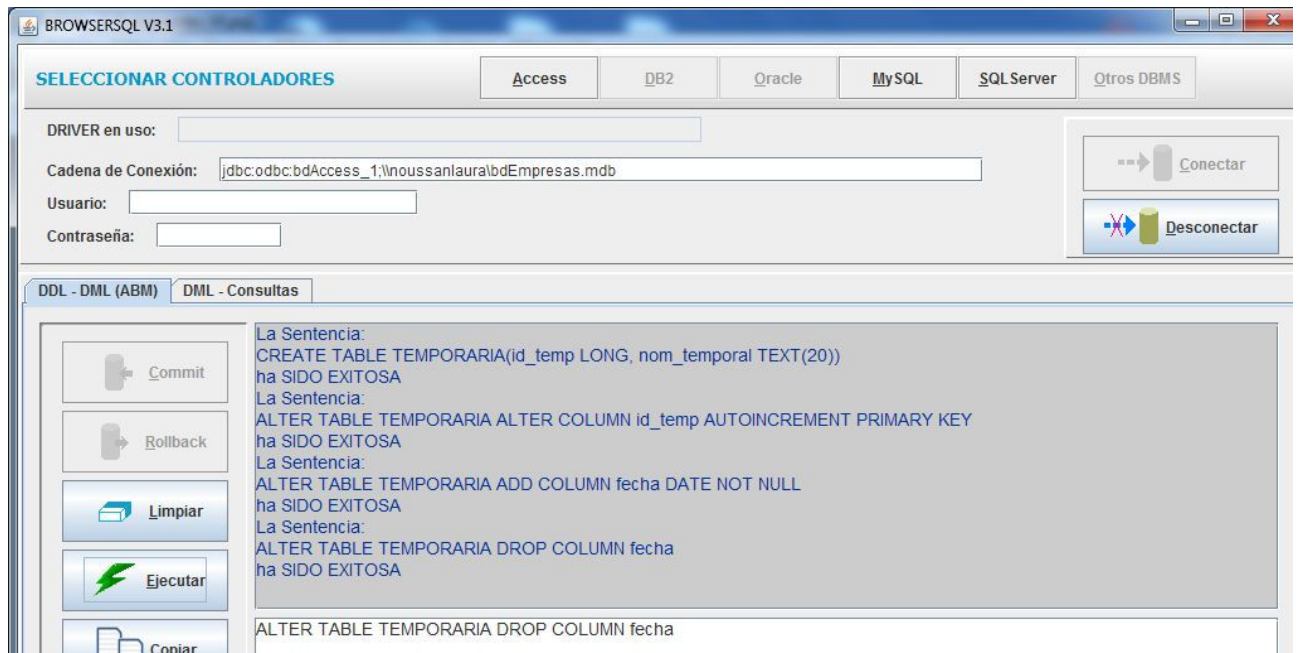 BROWSERSQL V3.1
SELECCIONAR CONTROLADORES
Access
DB2
Oracle
MySQL
SQLServer
Otros DBMS
DRIVER en uso:
Cadena de Conexión: jdbc:odbc:bdAccess_1;\\noussanlaura\bdEmpresas.mdb
Usuario:
Contraseña:
Conectar
Desconectar
DDL - DML (ABM)
DML - Consultas
Commit
Rollback
Limpiar
Ejecutar
Copiar
La Sentencia:
CREATE TABLE TEMPORARIA(id_temp LONG, nom_temporal TEXT(20))
ha SIDO EXITOSA
La Sentencia:
ALTER TABLE TEMPORARIA ALTER COLUMN id_temp AUTOINCREMENT PRIMARY KEY
ha SIDO EXITOSA
La Sentencia:
ALTER TABLE TEMPORARIA ADD COLUMN fecha DATE NOT NULL
ha SIDO EXITOSA
La Sentencia:
ALTER TABLE TEMPORARIA DROP COLUMN fecha
ha SIDO EXITOSA
ALTER TABLE TEMPORARIA DROP COLUMN fecha